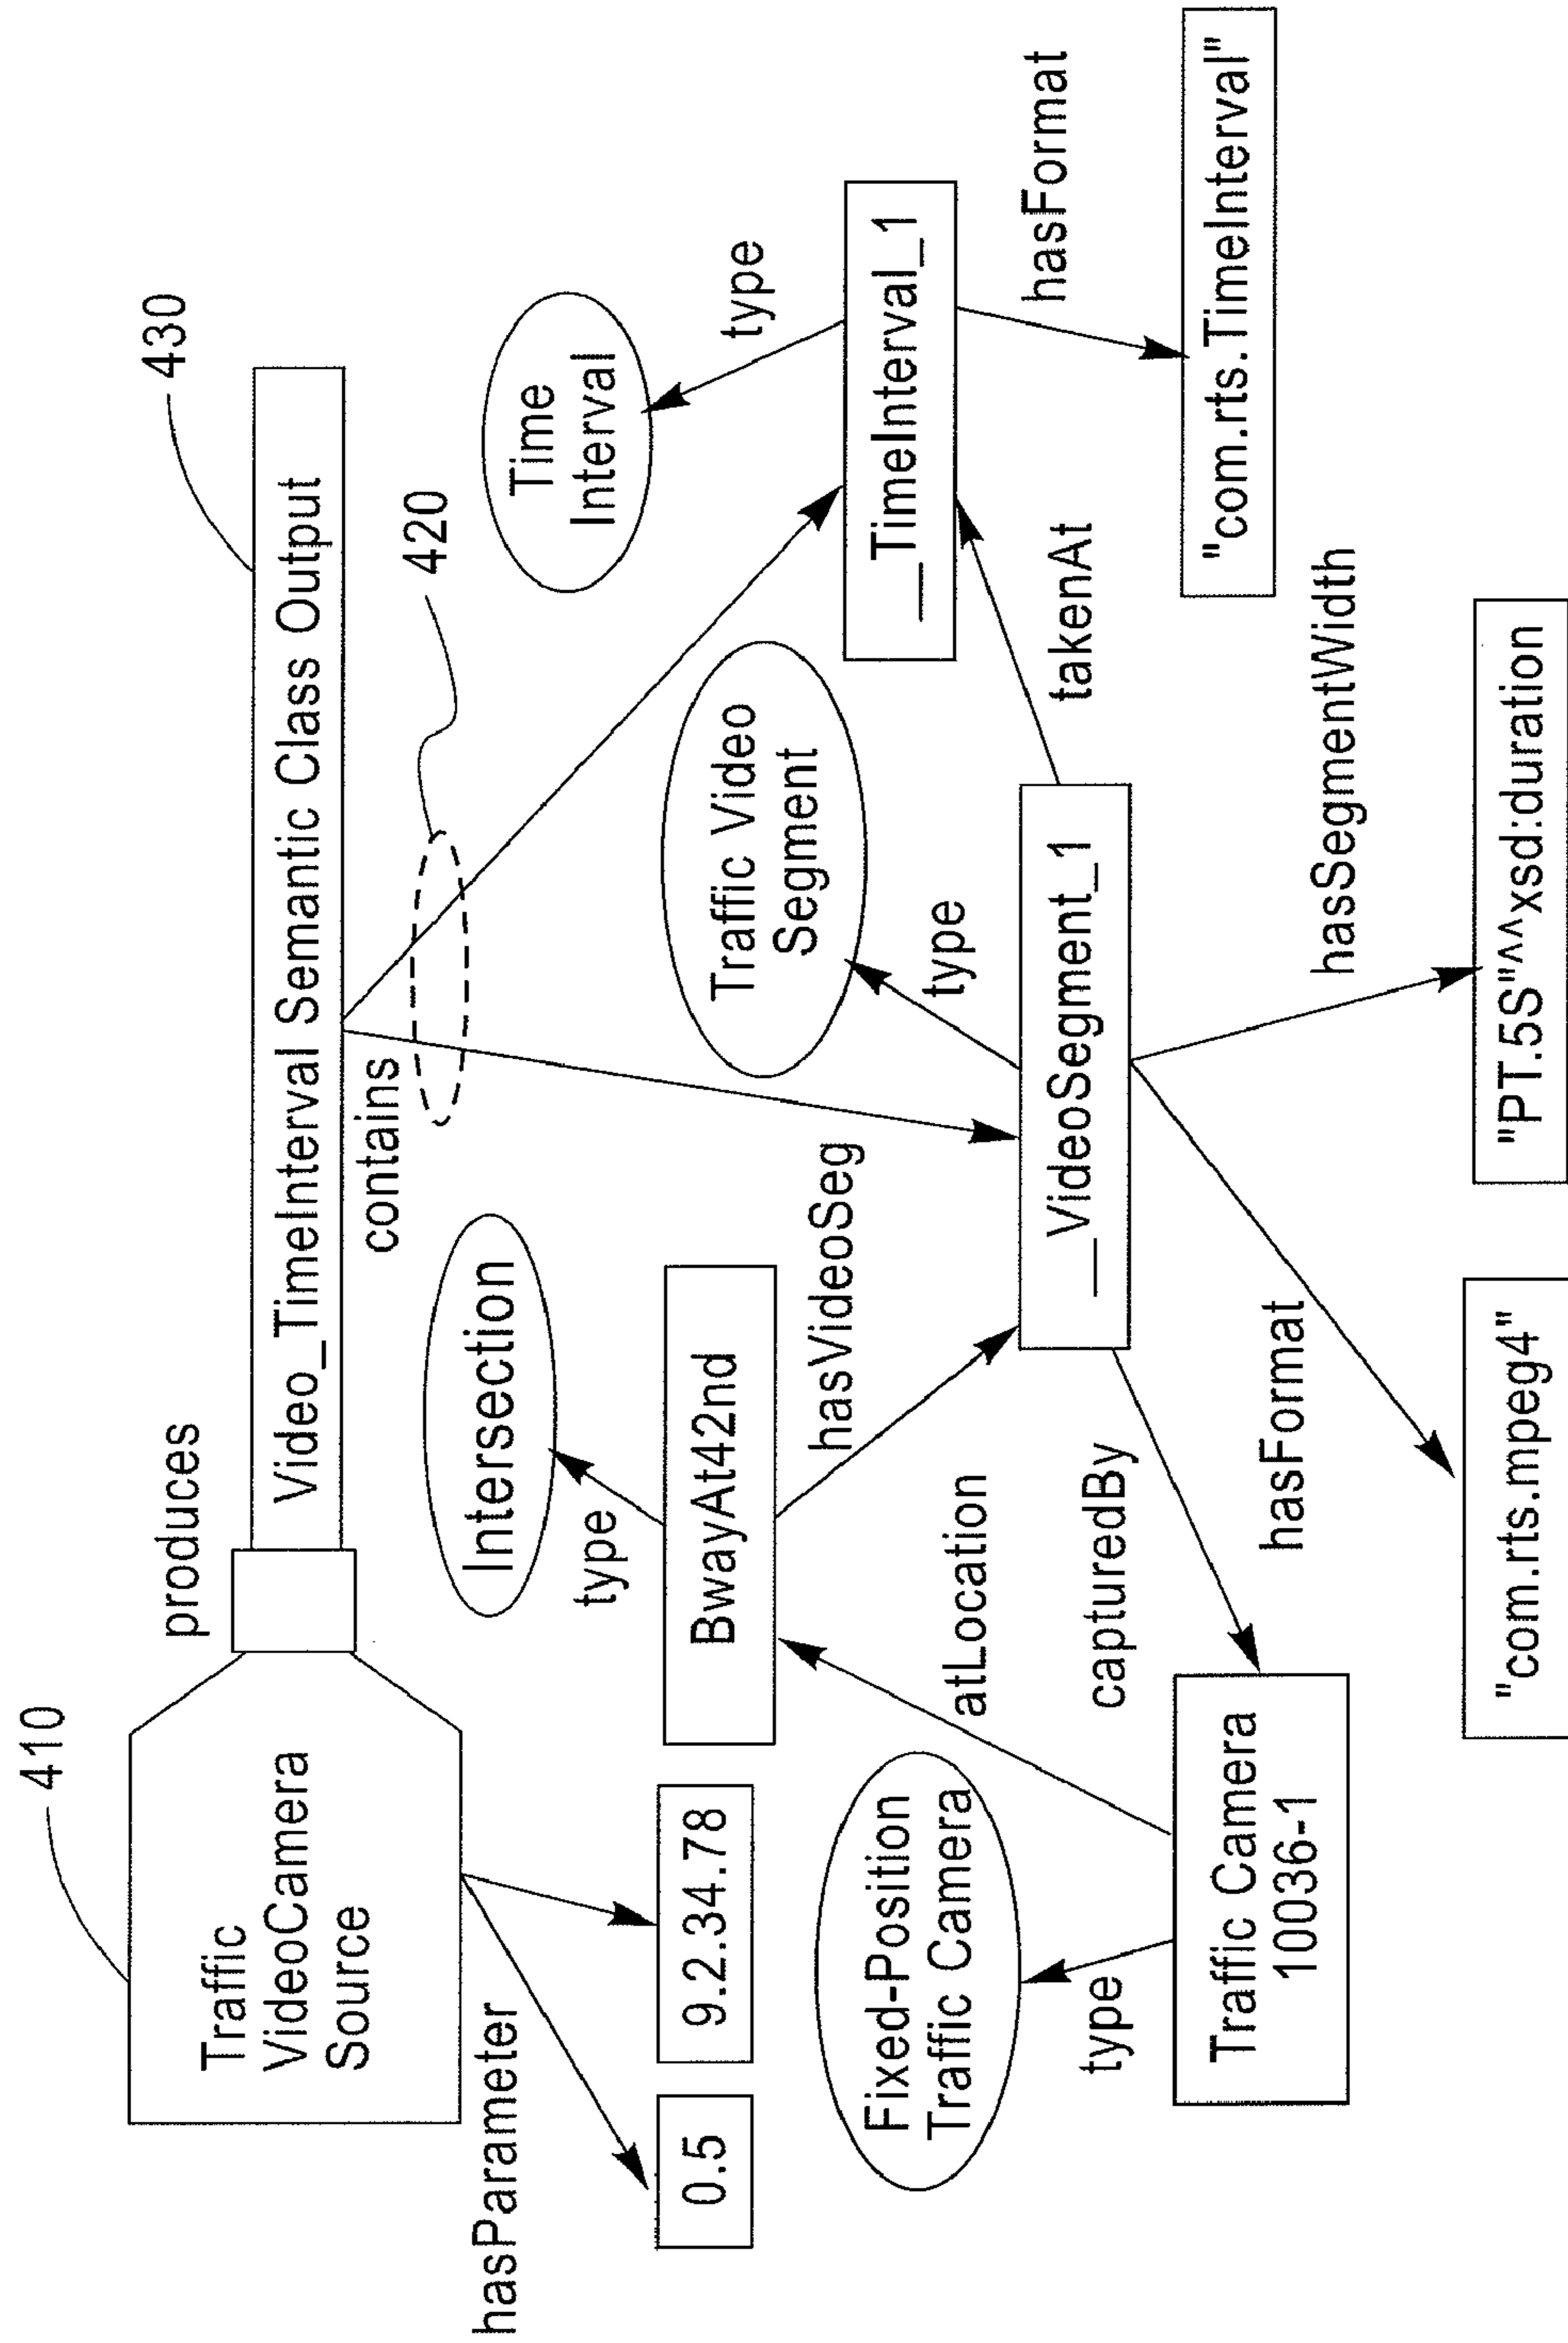 410
Traffic
VideoCamera
Source
produces
430
Video_TimeInterval Semantic Class Output
hasParameter
0.5
9.2.34.78
contains
420
Intersection
type
BwayAt42nd
hasVideoSeg
Time
Interval
type
Traffic Video
Segment
type
__TimeInterval_1
hasFormat
"com.rts.TimeInterval"
takenAt
Fixed-Position
Traffic Camera
type
atLocation
capturedBy
__VideoSegment_1
Traffic Camera
10036-1
hasFormat
hasSegmentWidth
"com.rts.mpeg4"
"PT.5S"^^xsd:duration